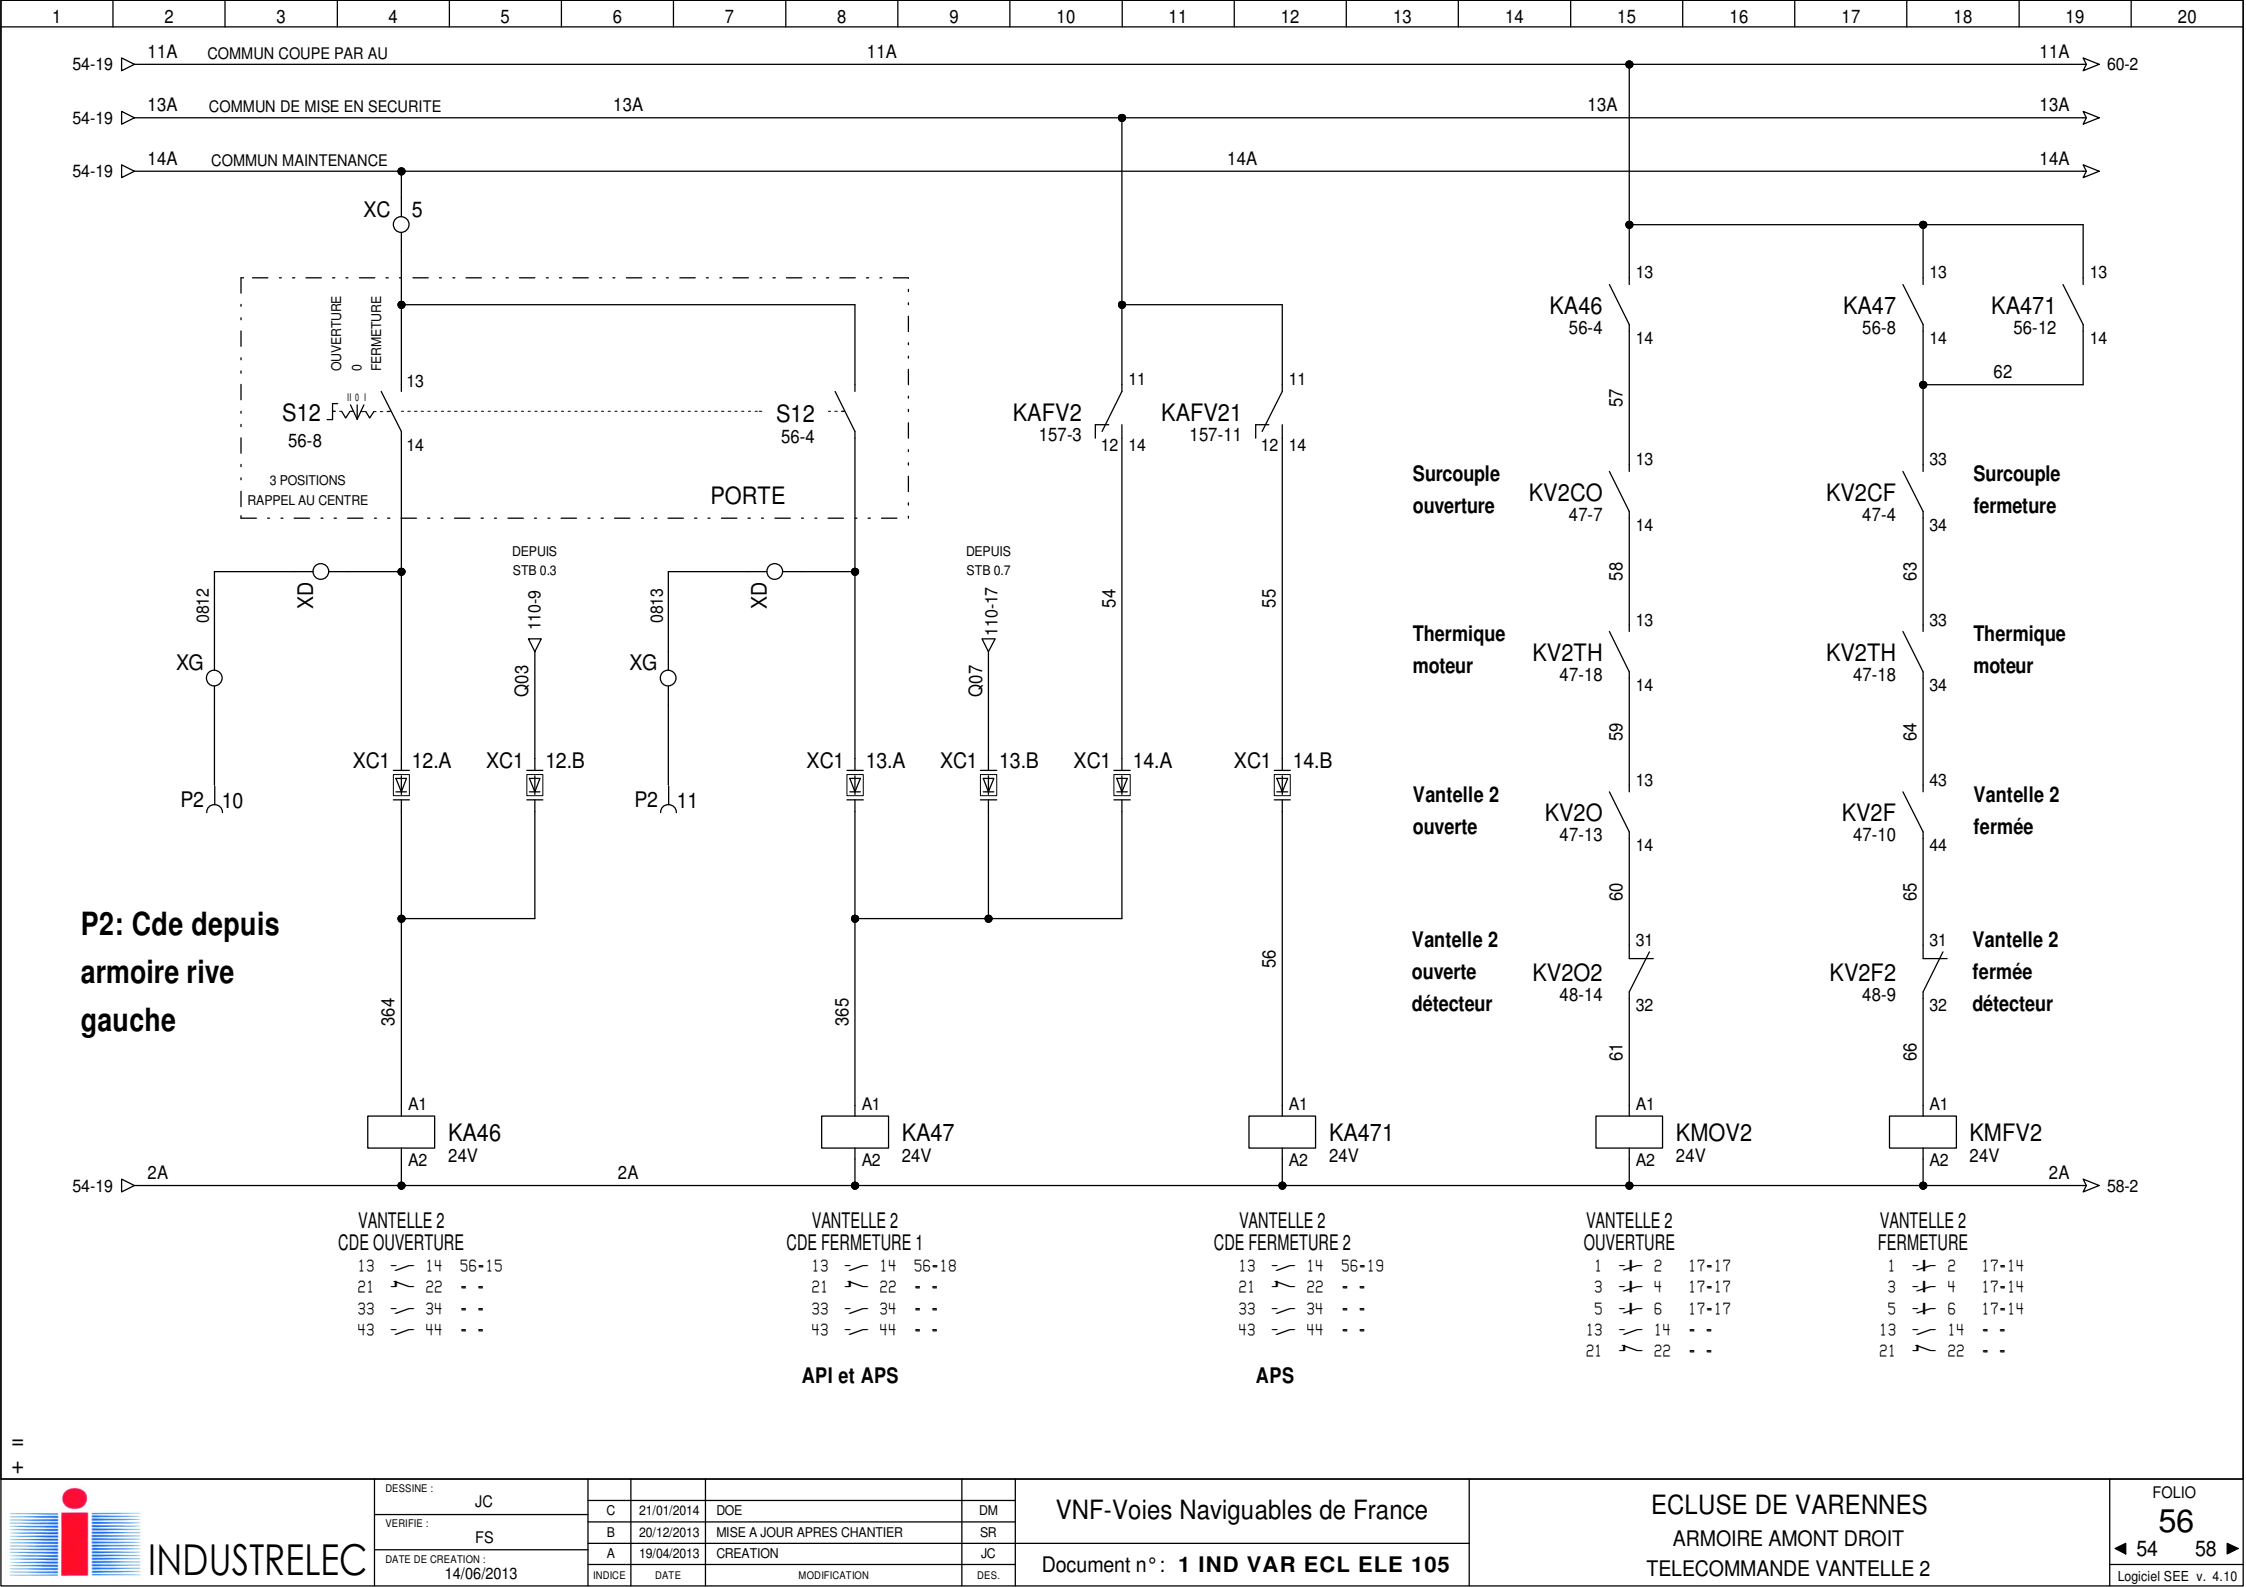 1 2 3 4 5 6 7 8 9 10 11 12 13 14 15 16 17 18 19 20
54-19 11A COMMUN COUPE PAR AU 11A 11A 60-2
54-19 13A COMMUN DE MISE EN SECURITE 13A 13A 13A
54-19 14A COMMUN MAINTENANCE 14A 14A
XC 5
OUVERTURE
0
FERMETURE
II 0 I
13
S12
56-8
14
3 POSITIONS
RAPPEL AU CENTRE
S12
56-4
PORTE
11
KAFV2
157-3
12 14
11
KAFV21
157-11
12 14
13
KA46
56-4
14
13
KA47
56-8
14
13
KA471
56-12
14
62
57
0812
XD
XG
P2 10
DEPUIS
STB 0.3
110-9
Q03
0813
XD
XG
P2 11
DEPUIS
STB 0.7
110-17
Q07
54
55
Surcouple
ouverture
13
KV2CO
47-7
14
33
KV2CF
47-4
34
Surcouple
fermeture
58
63
Thermique
moteur
13
KV2TH
47-18
14
33
KV2TH
47-18
34
Thermique
moteur
59
64
XC1 12.A
XC1 12.B
XC1 13.A
XC1 13.B
XC1 14.A
XC1 14.B
Vantelle 2
ouverte
13
KV2O
47-13
14
43
KV2F
47-10
44
Vantelle 2
fermée
60
65
P2: Cde depuis
armoire rive
gauche
364
365
56
Vantelle 2
ouverte
détecteur
31
KV2O2
48-14
32
31
KV2F2
48-9
32
Vantelle 2
fermée
détecteur
61
66
A1
KA46
A2 24V
A1
KA47
A2 24V
A1
KA471
A2 24V
A1
KMOV2
A2 24V
A1
KMFV2
A2 24V
54-19 2A 2A 2A 58-2
VANTELLE 2
CDE OUVERTURE
13 14 56-15
21 22 - -
33 34 - -
43 44 - -
VANTELLE 2
CDE FERMETURE 1
13 14 56-18
21 22 - -
33 34 - -
43 44 - -
API et APS
VANTELLE 2
CDE FERMETURE 2
13 14 56-19
21 22 - -
33 34 - -
43 44 - -
APS
VANTELLE 2
OUVERTURE
1 2 17-17
3 4 17-17
5 6 17-17
13 14 - -
21 22 - -
VANTELLE 2
FERMETURE
1 2 17-14
3 4 17-14
5 6 17-14
13 14 - -
21 22 - -
=
+
INDUSTRELEC
DESSINE :
JC
VERIFIE :
FS
DATE DE CREATION :
14/06/2013
C 21/01/2014 DOE DM
B 20/12/2013 MISE A JOUR APRES CHANTIER SR
A 19/04/2013 CREATION JC
INDICE DATE MODIFICATION DES.
VNF-Voies Naviguables de France
Document n° : 1 IND VAR ECL ELE 105
ECLUSE DE VARENNES
ARMOIRE AMONT DROIT
TELECOMMANDE VANTELLE 2
FOLIO
56
54 58
Logiciel SEE v. 4.10